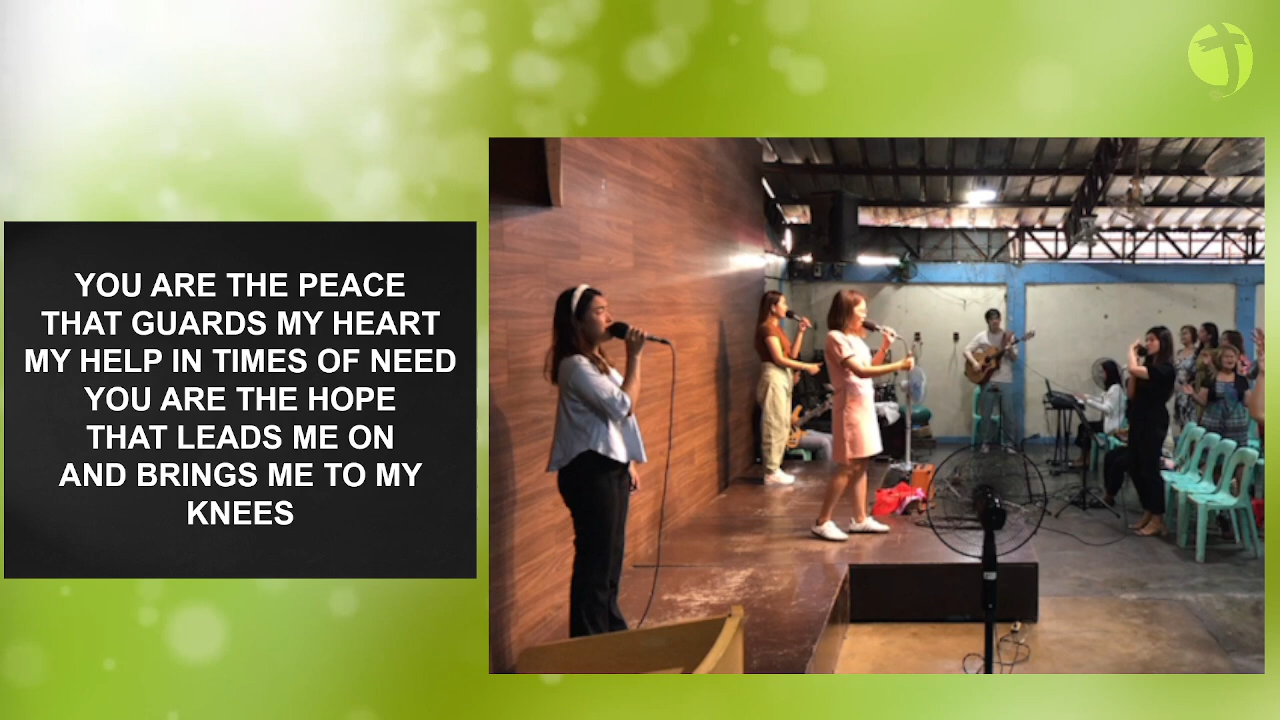 YOU ARE THE PEACE
THAT GUARDS MY HEART
MY HELP IN TIMES OF NEED
YOU ARE THE HOPE
THAT LEADS ME ON
AND BRINGS ME TO MY
KNEES